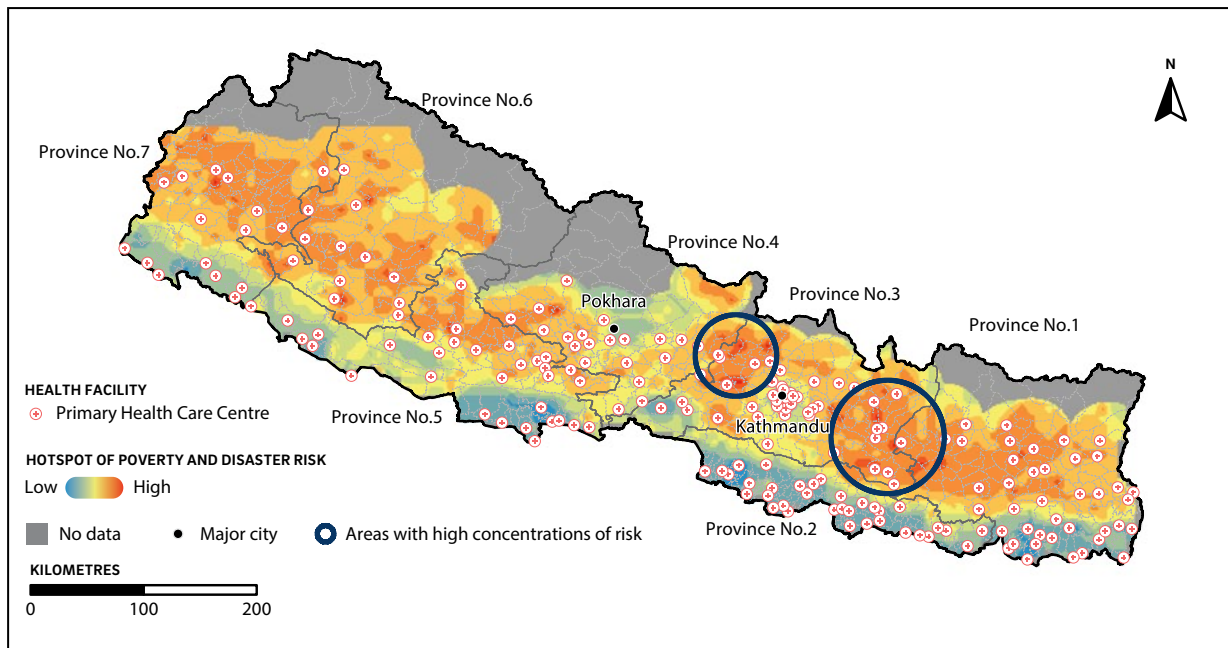 N
Province No.6
Province No.7
Province No.4
Province No.3
Pokhara
Province No.1
HEALTH FACILITY
Primary Health Care Centre
Province No.5
Kathmandu
HOTSPOT OF POVERTY AND DISASTER RISK
Low High
Province No.2
No data Major city Areas with high concentrations of risk
KILOMETRES
0 100 200